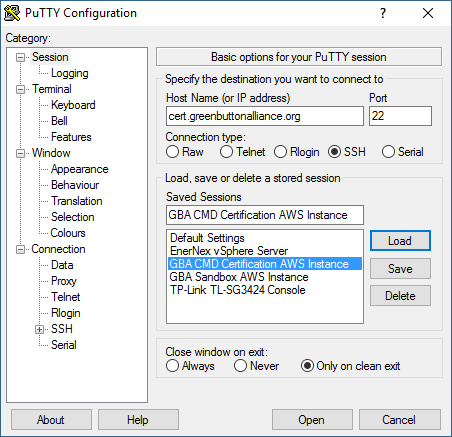 PuTTY Configuration
?
Category:
Session
Logging
Terminal
Keyboard
Bell
Features
Window
Appearance
Behaviour
Translation
Selection
Colours
Connection
Data
Proxy
Telnet
Rlogin
SSH
Serial
Basic options for your PuTTY session
Specify the destination you want to connect to
Host Name (or IP address) Port
cert.greenbuttonalliance.org 22
Connection type:
Raw Telnet Rlogin SSH Serial
Load, save or delete a stored session
Saved Sessions
GBA CMD Certification AWS Instance
Default Settings
EnerNex vSphere Server
GBA CMD Certification AWS Instance
GBA Sandbox AWS Instance
TP-Link TL-SG3424 Console
Load
Save
Delete
Close window on exit:
Always Never Only on clean exit
About Help Open Cancel